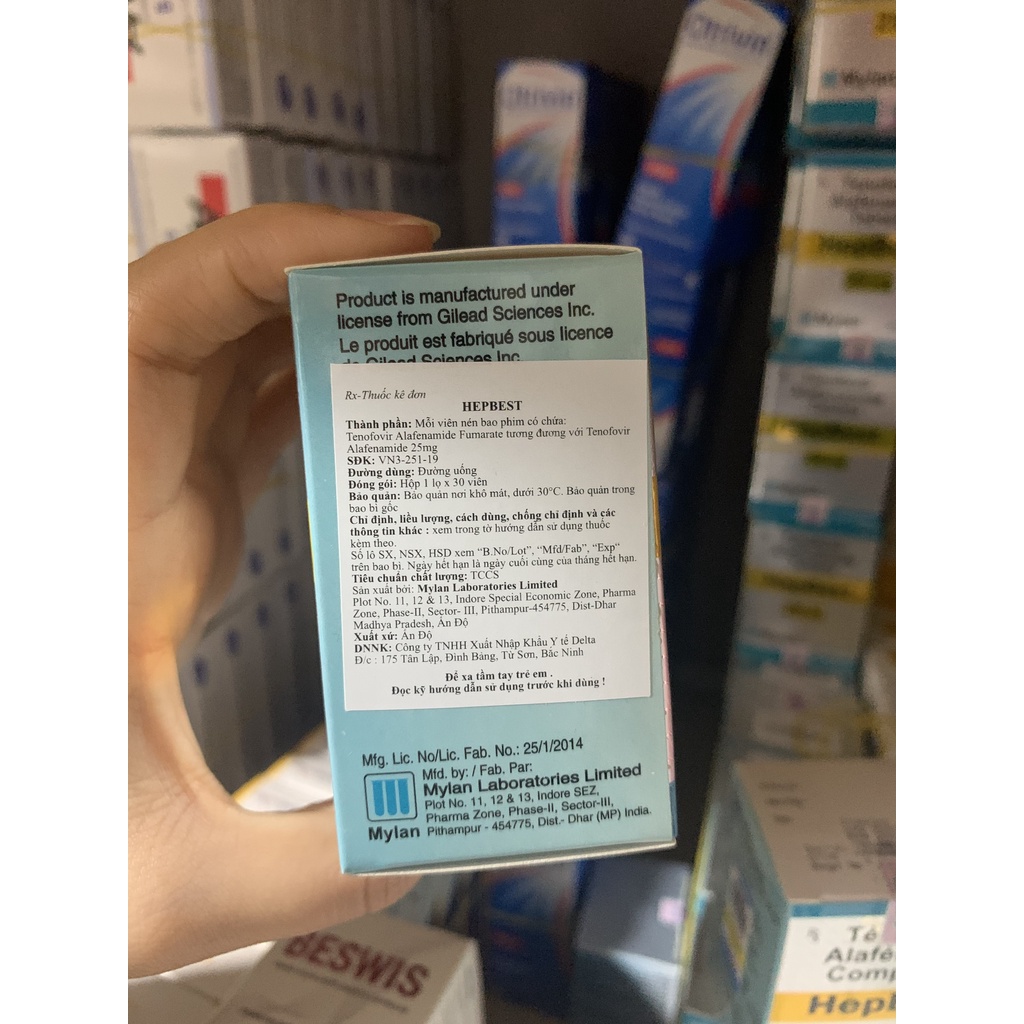 Product is manufactured under
license from Gilead Sciences Inc.
Le produit est fabriqué sous licence
de Gilead Sciences Inc.
Rx-Thuốc kê đơn
HEPBEST
Thành phần: Mỗi viên nén bao phim có chứa:
Tenofovir Alafenamide Fumarate tương đương với Tenofovir
Alafenamide 25mg
SĐK: VN3-251-19
Đường dùng: Đường uống
Đóng gói: Hộp 1 lọ x 30 viên
Bảo quản: Bảo quản nơi khô mát, dưới 30°C. Bảo quản trong
bao bì gốc
Chỉ định, liều lượng, cách dùng, chống chỉ định và các
thông tin khác : xem trong tờ hướng dẫn sử dụng thuốc
kèm theo.
Số lô SX, NSX, HSD xem “B.No/Lot”, “Mfd/Fab”, “Exp”
trên bao bì. Ngày hết hạn là ngày cuối cùng của tháng hết hạn.
Tiêu chuẩn chất lượng: TCCS
Sản xuất bởi: Mylan Laboratories Limited
Plot No. 11, 12 & 13, Indore Special Economic Zone, Pharma
Zone, Phase-II, Sector- III, Pithampur-454775, Dist-Dhar
Madhya Pradesh, Ấn Độ
Xuất xứ: Ấn Độ
DNNK: Công ty TNHH Xuất Nhập Khẩu Y tế Delta
Đ/c : 175 Tân Lập, Đình Bảng, Từ Sơn, Bắc Ninh
Để xa tầm tay trẻ em .
Đọc kỹ hướng dẫn sử dụng trước khi dùng !
Mfg. Lic. No/Lic. Fab. No.: 25/1/2014
Mfd. by: / Fab. Par:
Mylan Laboratories Limited
Plot No. 11, 12 & 13, Indore SEZ,
Pharma Zone, Phase-II, Sector-III,
Pithampur - 454775, Dist.- Dhar (MP) India.
Mylan
Otrivin
Otrivin
Mylan
BESWIS
Té
Alafé
Comp
Hepb